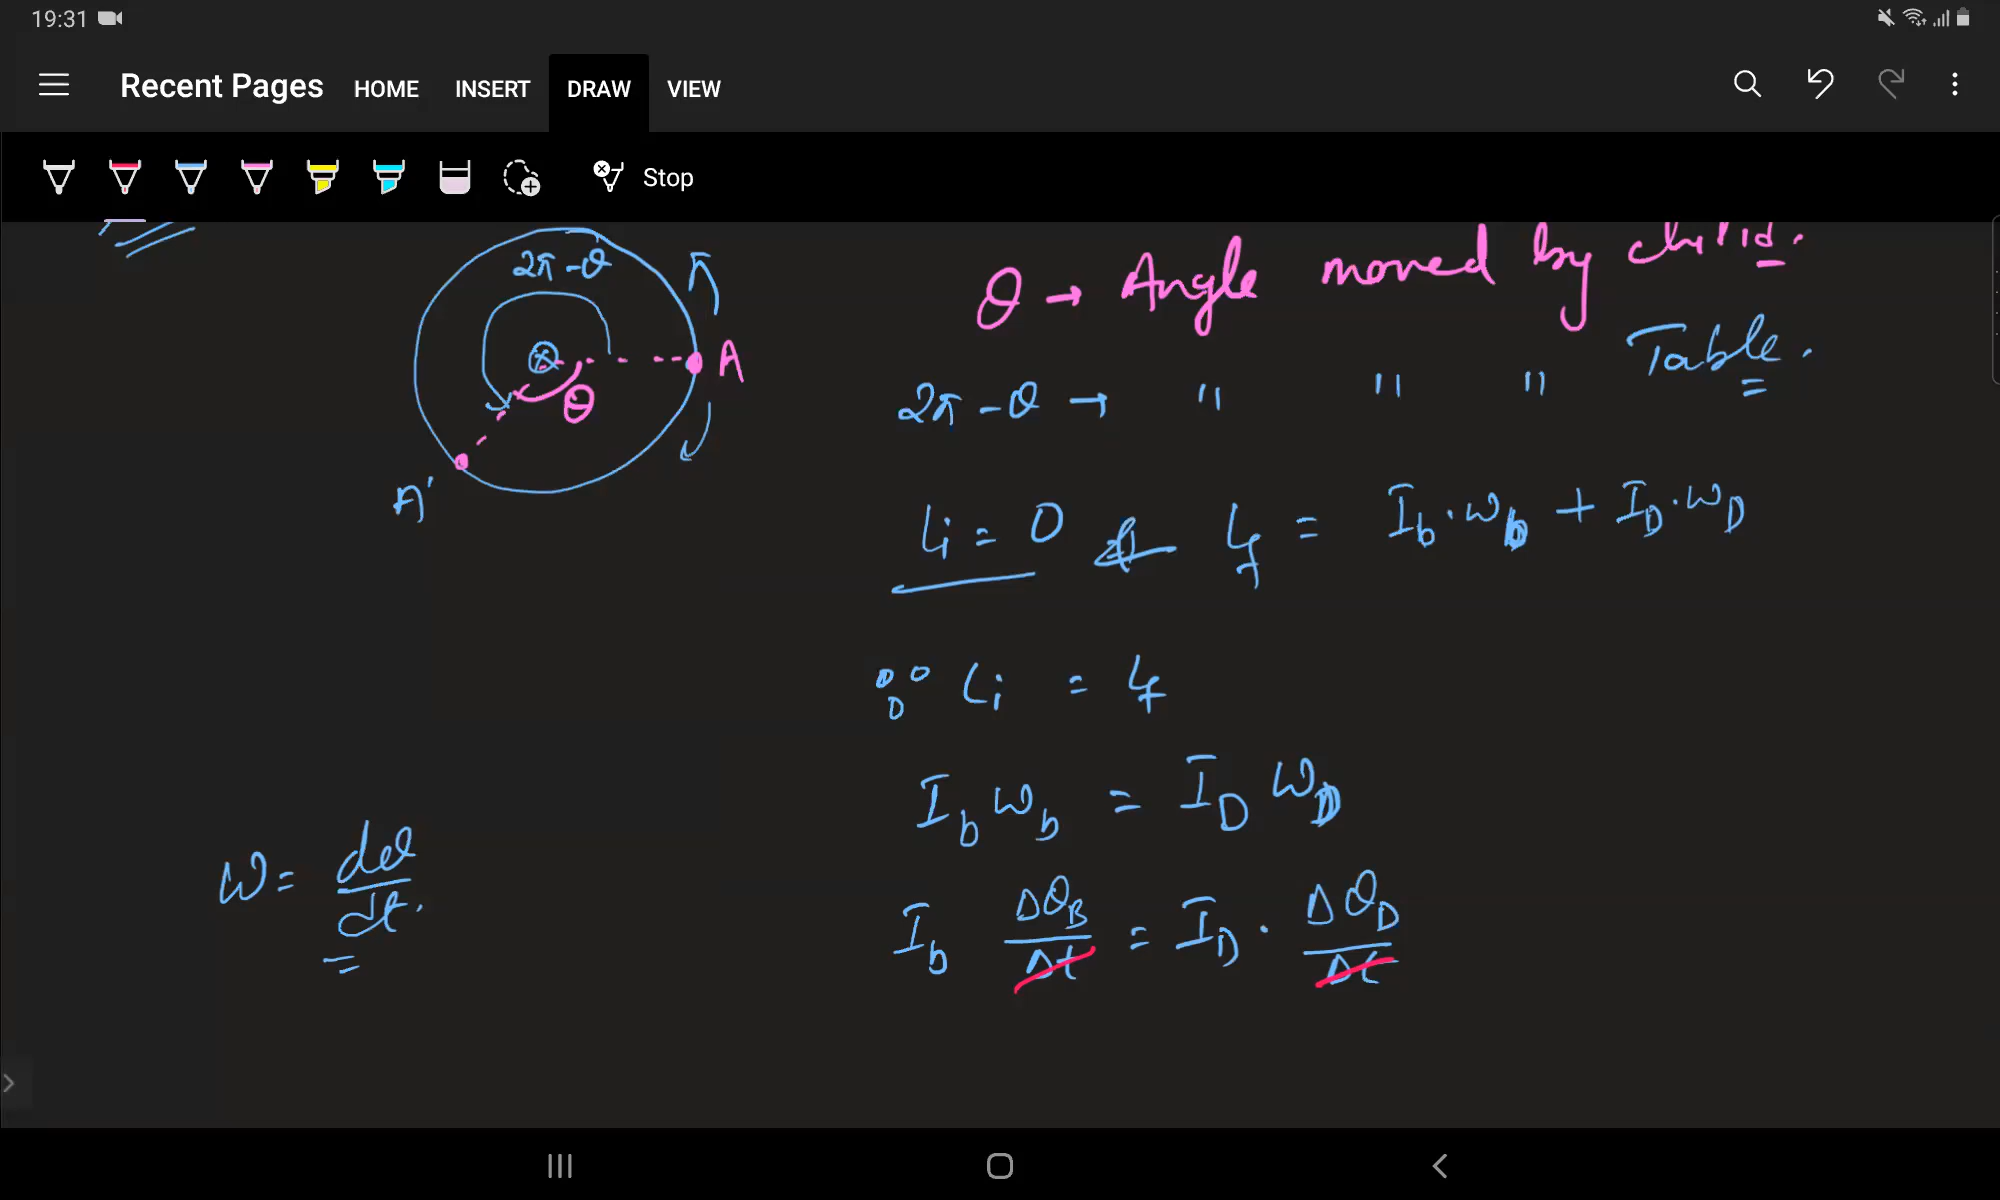 19:31
Recent Pages HOME INSERT DRAW VIEW
Stop
2π - θ
A
θ
A'
θ → Angle moved by child.
2π - θ → " " " Table.
Li = 0 & Lf = Ib · ωb + ID · ωD
∴ Li = Lf
Ib ωb = ID ωD
ω = dθ/dt.
Ib ΔθB/Δt = ID · ΔθD/Δt